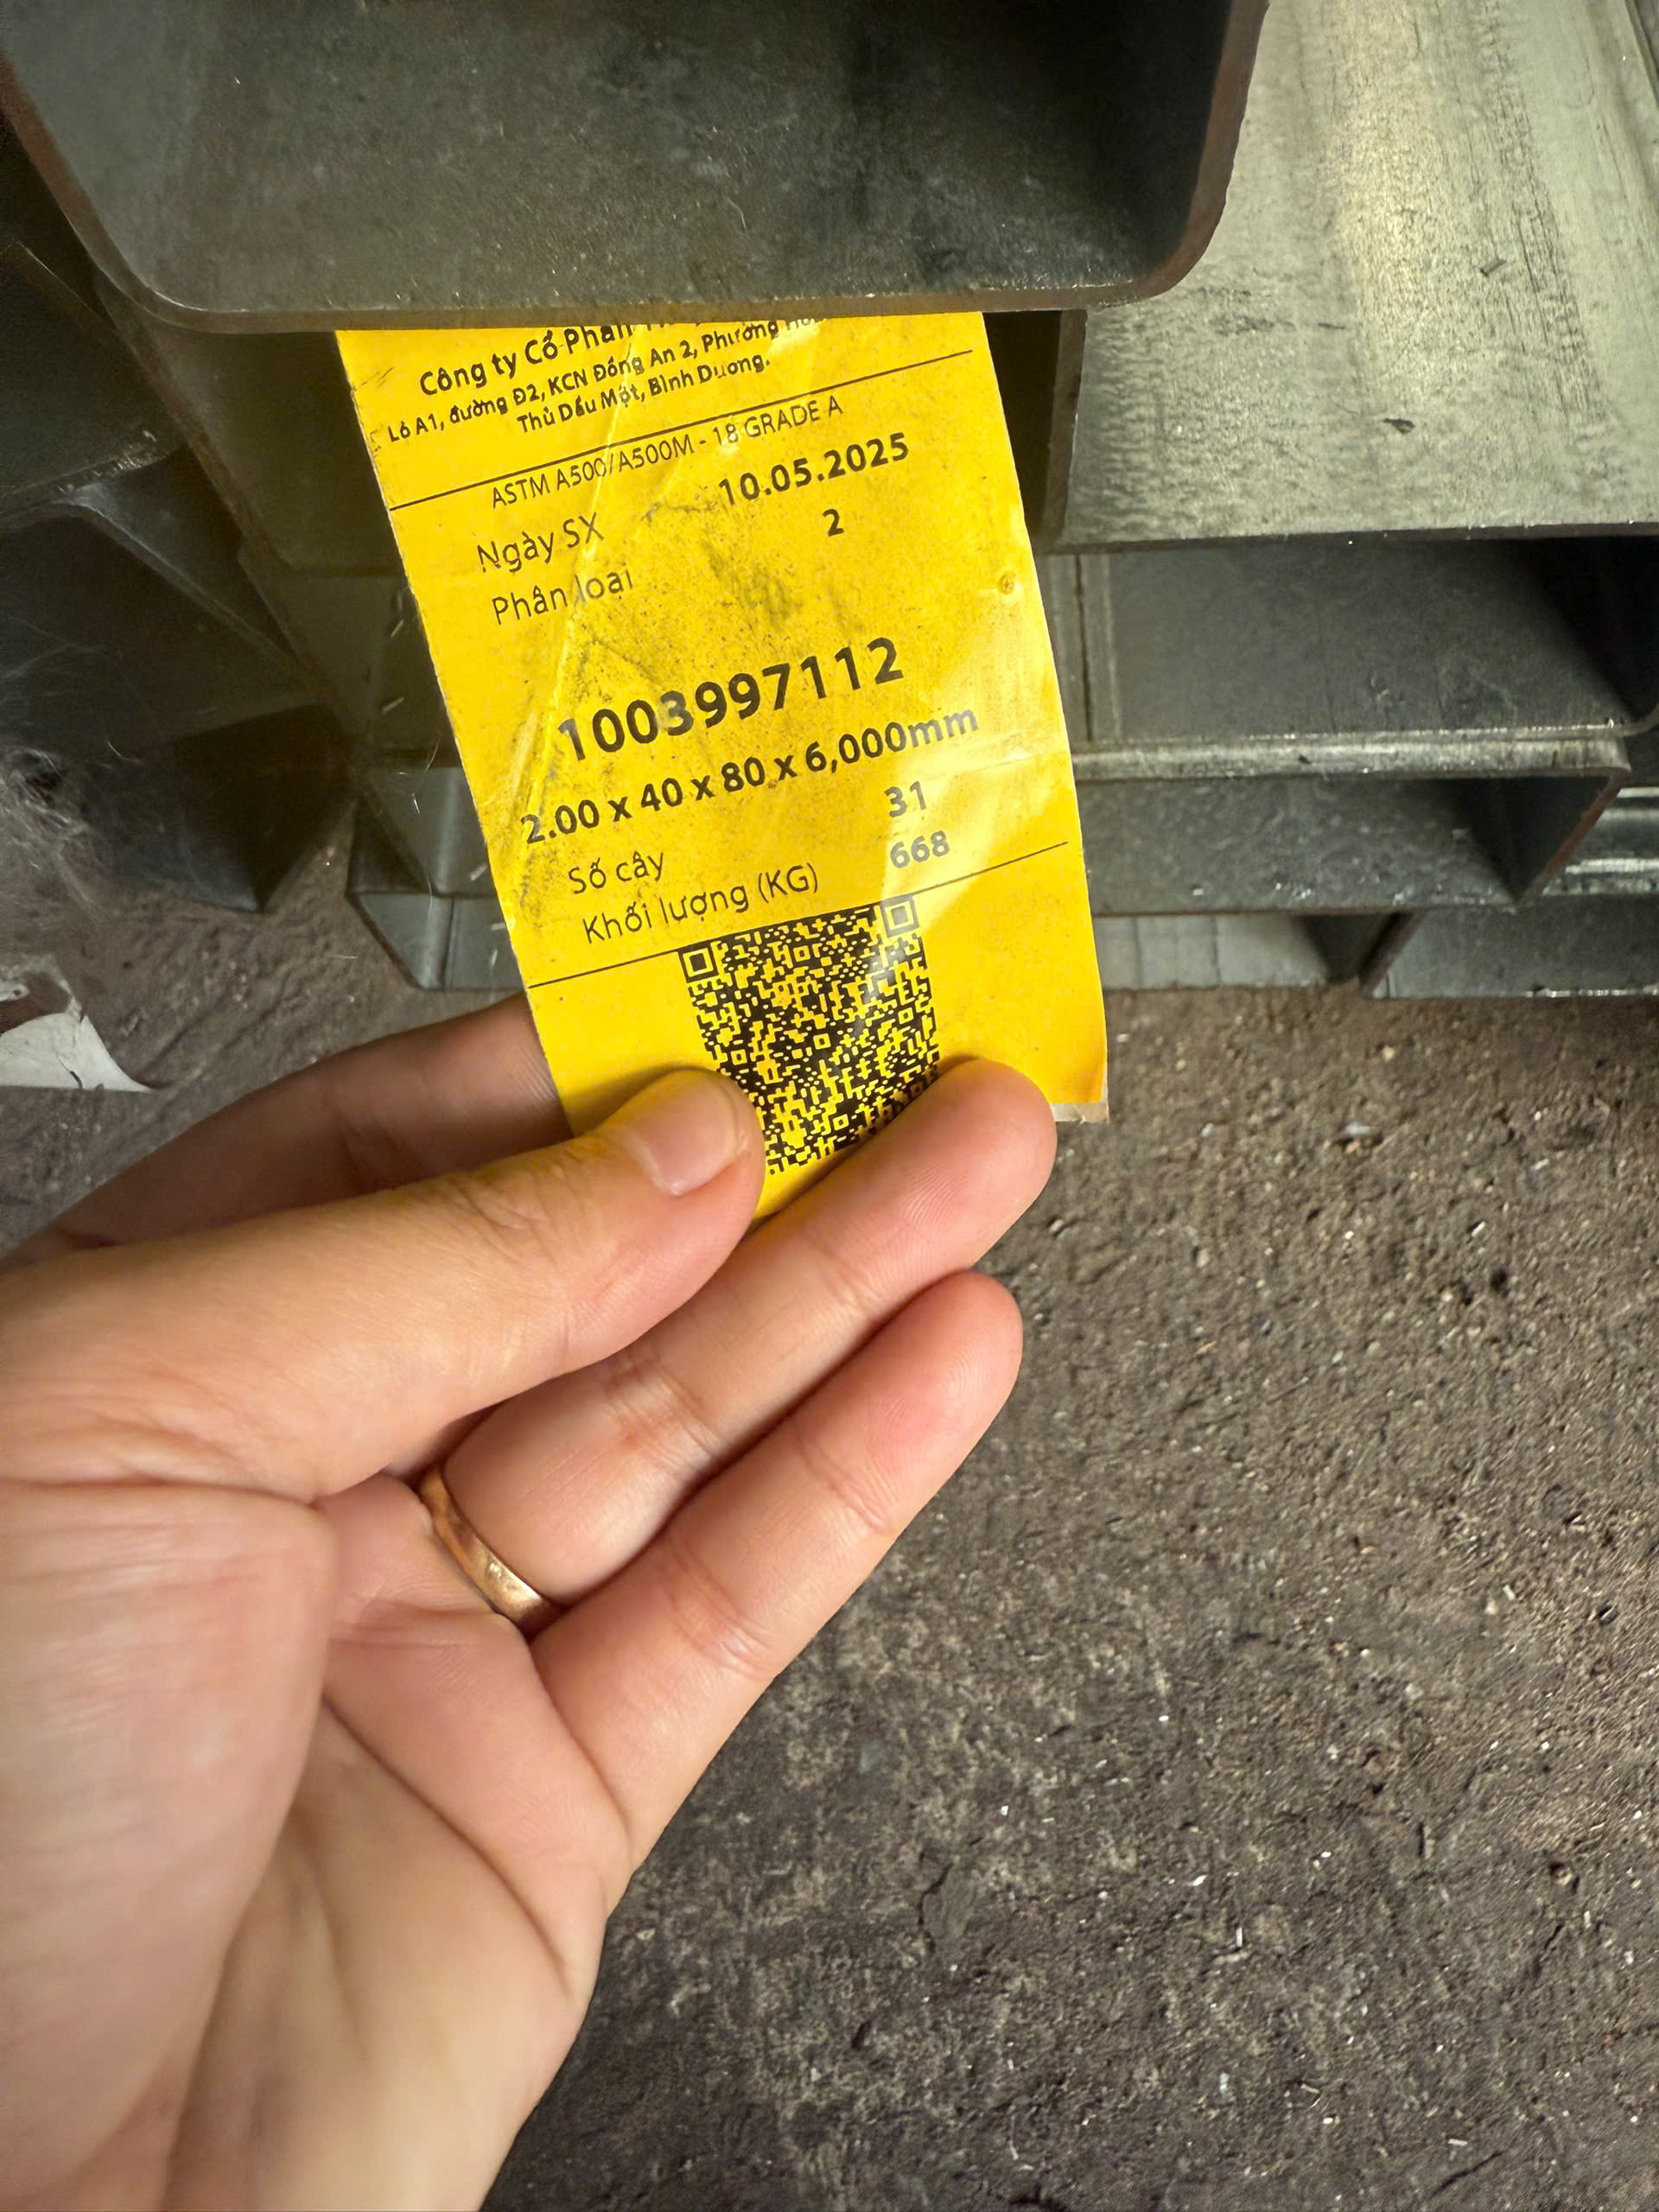 Công ty Cổ Phần
Lô A1, đường Đ2, KCN Đồng An 2, Phường
Thủ Dầu Một, Bình Dương.
ASTM A500/A500M - 18 GRADE A
Ngày SX 10.05.2025
Phân loại 2
1003997112
2.00 x 40 x 80 x 6,000mm
Số cây 31
Khối lượng (KG) 668